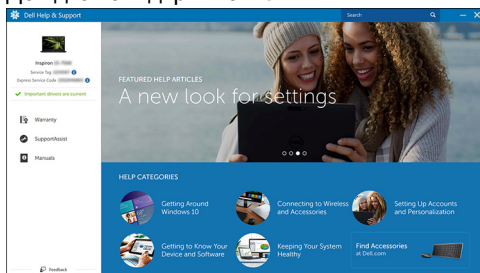 Dell Help & Support
Search
Inspiron
Service Tag
Express Service Code
Important drivers are current
Warranty
SupportAssist
Manuals
Feedback
FEATURED HELP ARTICLES
A new look for settings
HELP CATEGORIES
Getting Around
Windows 10
Connecting to Wireless
and Accessories
Setting Up Accounts
and Personalization
Getting to Know Your
Device and Software
Keeping Your System
Healthy
Find Accessories
at Dell.com